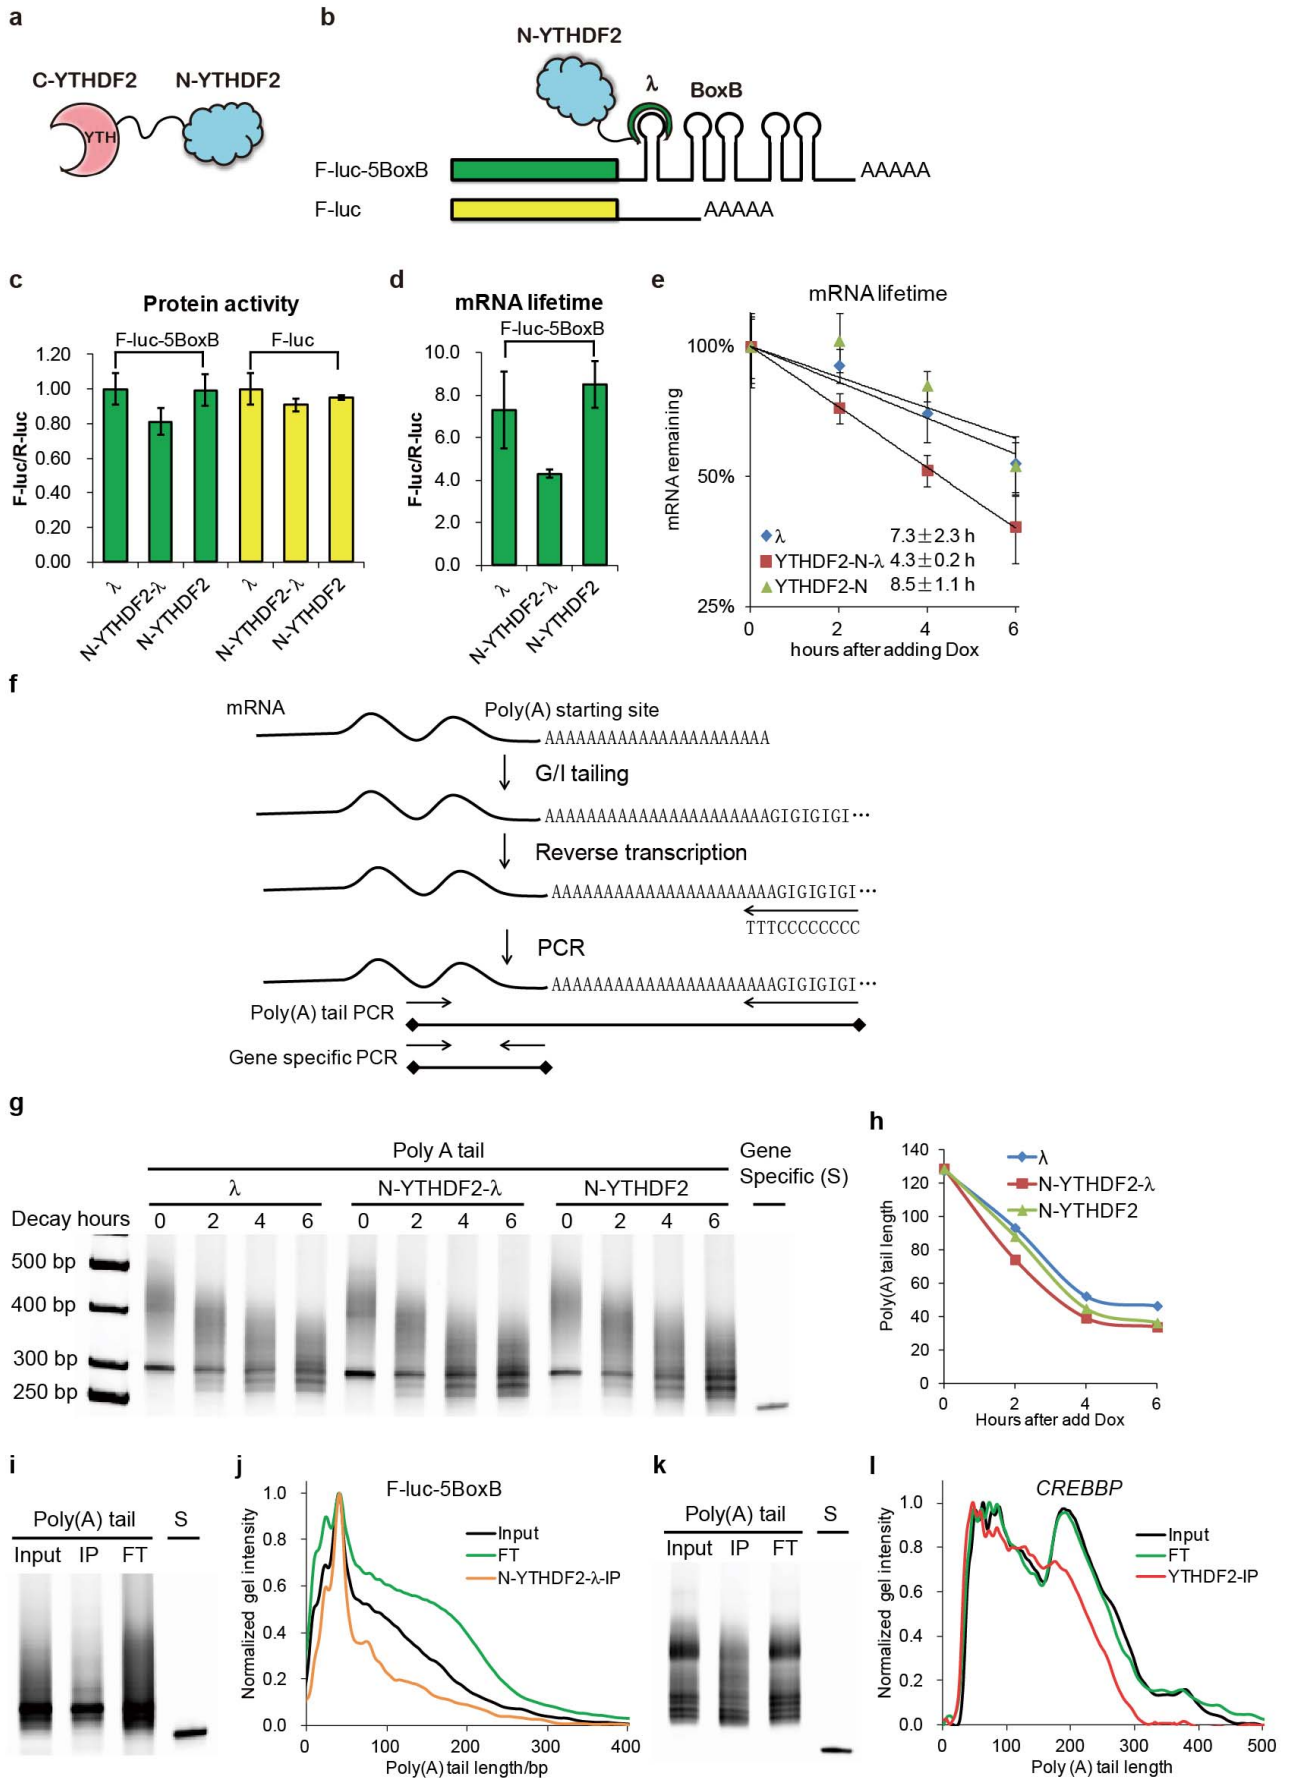 a
C-YTHDF2 N-YTHDF2
YTH
b
N-YTHDF2
λ BoxB
F-luc-5BoxB AAAAA
F-luc AAAAA
c
Protein activity
F-luc-5BoxB F-luc
F-luc/R-luc
1.20
1.00
0.80
0.60
0.40
0.20
0.00
λ N-YTHDF2-λ N-YTHDF2 λ N-YTHDF2-λ N-YTHDF2
d
mRNA lifetime
F-luc-5BoxB
F-luc/R-luc
10.0
8.0
6.0
4.0
2.0
0.0
λ N-YTHDF2-λ N-YTHDF2
e
mRNA lifetime
mRNA remaining
100%
50%
25%
λ 7.3±2.3 h
YTHDF2-N-λ 4.3±0.2 h
YTHDF2-N 8.5±1.1 h
0 2 4 6
hours after adding Dox
f
mRNA Poly(A) starting site
AAAAAAAAAAAAAAAAAAAAAA
G/I tailing
AAAAAAAAAAAAAAAAAAAAAAGIGIGIGI···
Reverse transcription
AAAAAAAAAAAAAAAAAAAAAAGIGIGIGI···
TTTCCCCCCCC
PCR
AAAAAAAAAAAAAAAAAAAAAAGIGIGIGI···
Poly(A) tail PCR
Gene specific PCR
g
Poly A tail Gene
Specific (S)
λ N-YTHDF2-λ N-YTHDF2
Decay hours 0 2 4 6 0 2 4 6 0 2 4 6
500 bp
400 bp
300 bp
250 bp
h
Poly(A) tail length
140
120
100
80
60
40
20
0
λ
N-YTHDF2-λ
N-YTHDF2
0 2 4 6
Hours after add Dox
i
Poly(A) tail S
Input IP FT
j
F-luc-5BoxB
Normalized gel intensity
1.0
0.8
0.6
0.4
0.2
0.0
Input
FT
N-YTHDF2-λ-IP
0 100 200 300 400
Poly(A) tail length/bp
k
Poly(A) tail S
Input IP FT
l
CREBBP
Normalized gel intensity
1.0
0.8
0.6
0.4
0.2
0.0
Input
FT
YTHDF2-IP
0 100 200 300 400 500
Poly (A) tail length